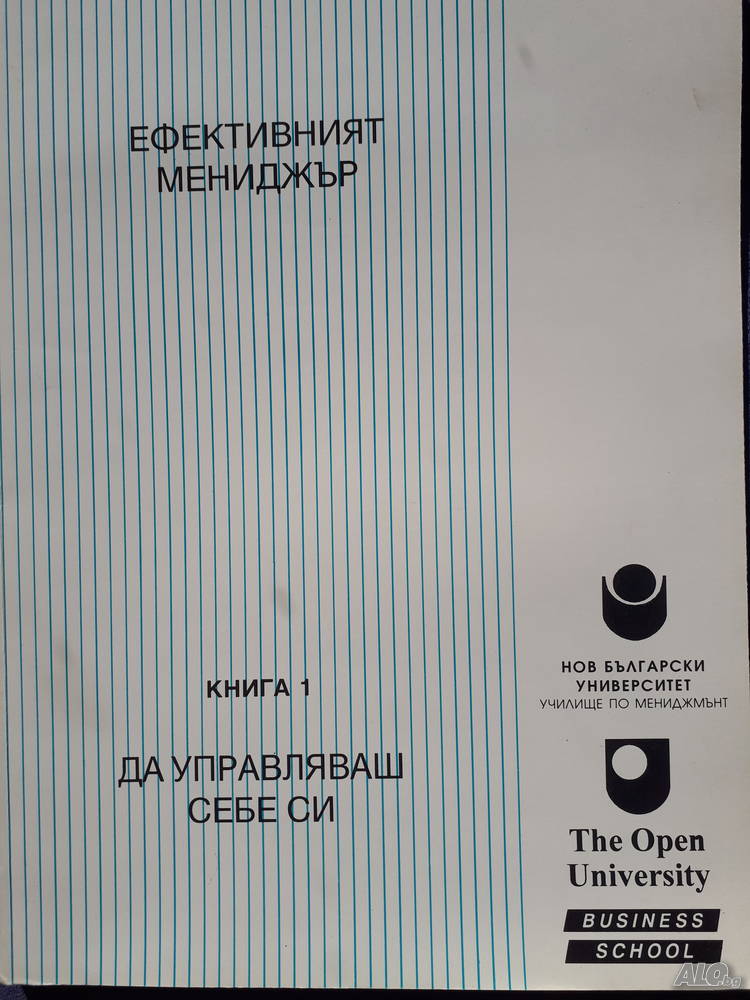 ЕФЕКТИВНИЯТ
МЕНИДЖЪР
КНИГА 1
ДА УПРАВЛЯВАШ
СЕБЕ СИ
НОВ БЪЛГАРСКИ
УНИВЕРСИТЕТ
УЧИЛИЩЕ ПО МЕНИДЖМЪНТ
The Open
University
BUSINESS
SCHOOL
ALO.bg